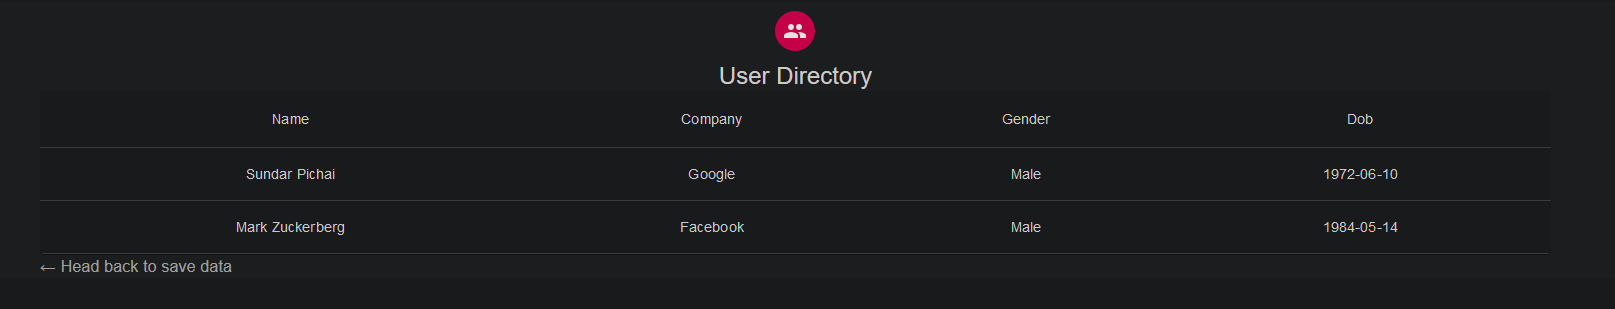 User Directory
Name Company Gender Dob
Sundar Pichai Google Male 1972-06-10
Mark Zuckerberg Facebook Male 1984-05-14
← Head back to save data